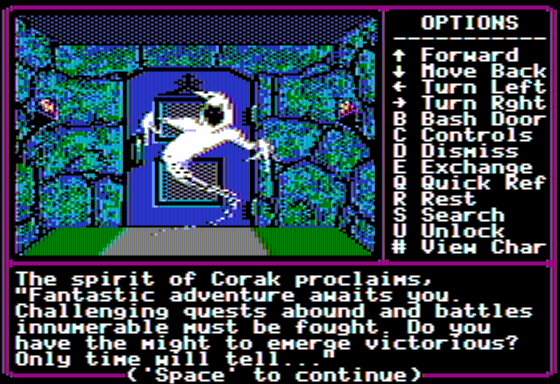 OPTIONS
------------
↑ Forward
↓ Move Back
← Turn Left
→ Turn Rght
B Bash Door
C Controls
D Dismiss
E Exchange
Q Quick Ref
R Rest
S Search
U Unlock
# View Char
The spirit of Corak proclaims,
"Fantastic adventure awaits you.
Challenging quests abound and battles
innumerable must be fought. Do you
have the might to emerge victorious?
Only time will tell..."
('Space' to continue)